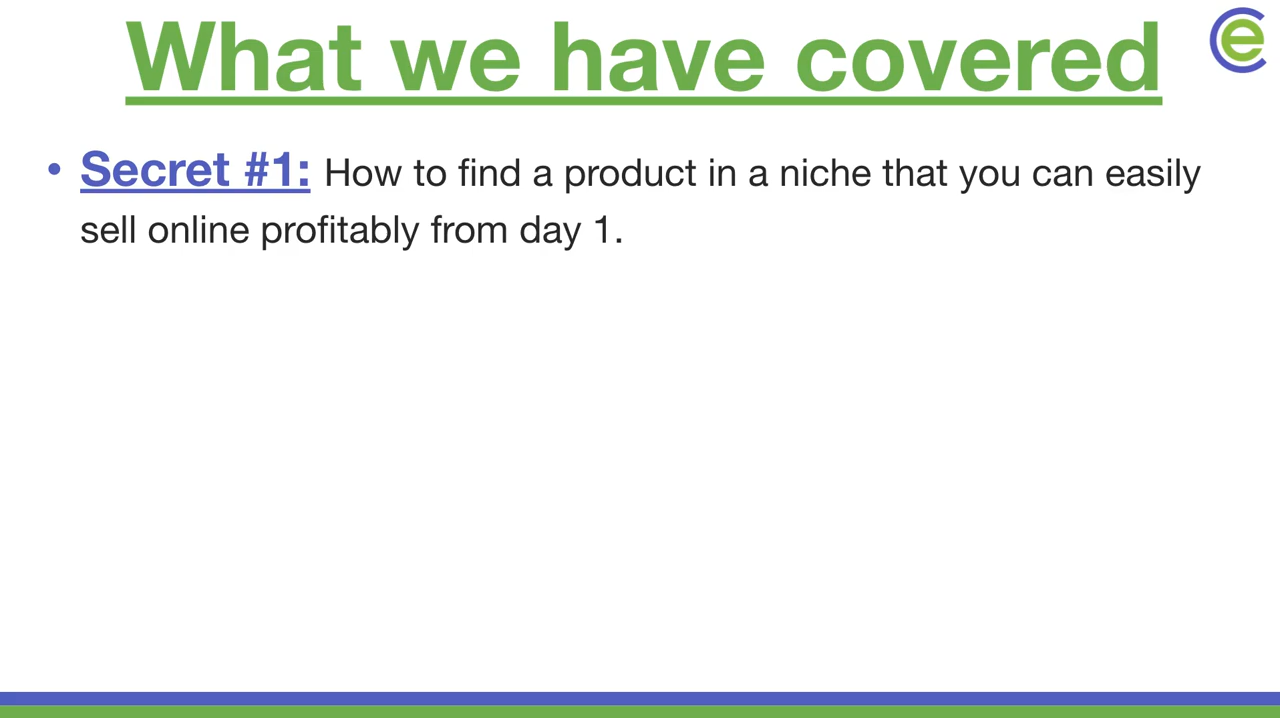 What we have covered
• Secret #1: How to find a product in a niche that you can easily
sell online profitably from day 1.